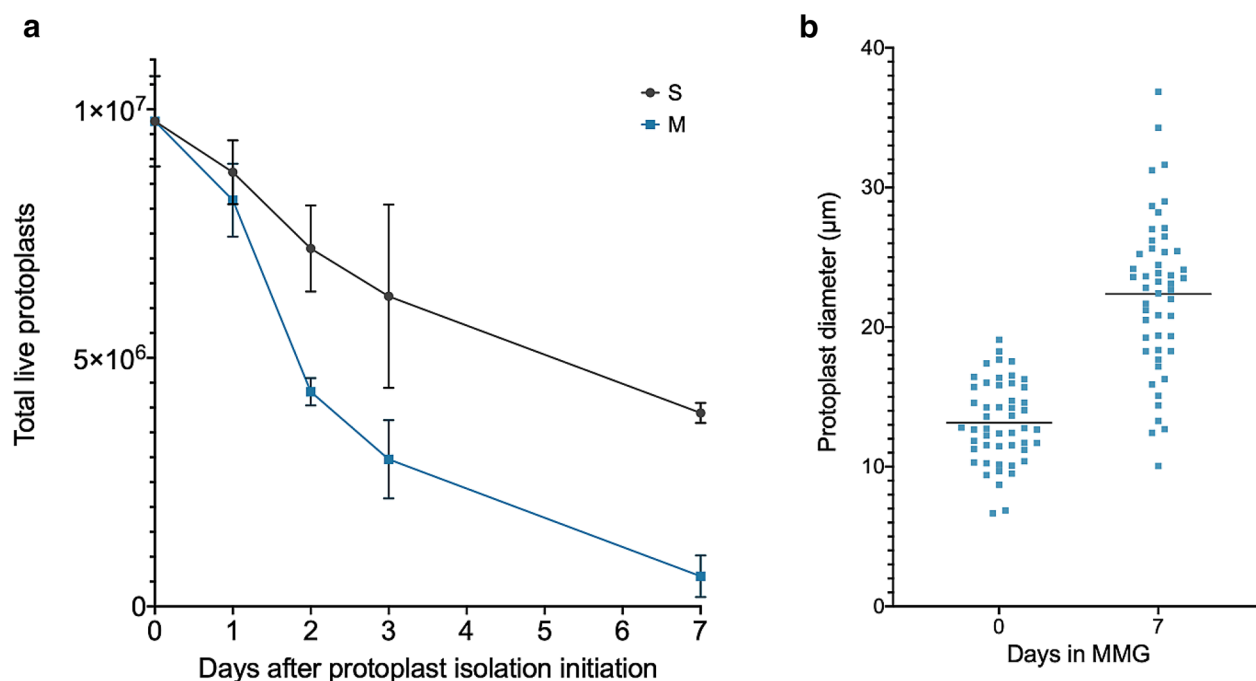 a
Total live protoplasts
1×10⁷
5×10⁶
0
0 1 2 3 4 5 6 7
Days after protoplast isolation initiation
S
M
b
Protoplast diameter (μm)
40
30
20
10
0
0 7
Days in MMG